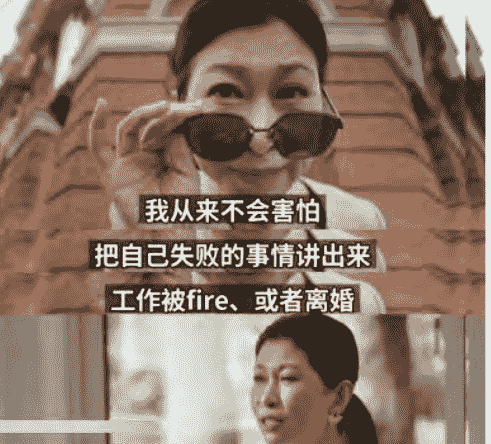 我从来不会害怕
把自己失败的事情讲出来
工作被fire、或者离婚